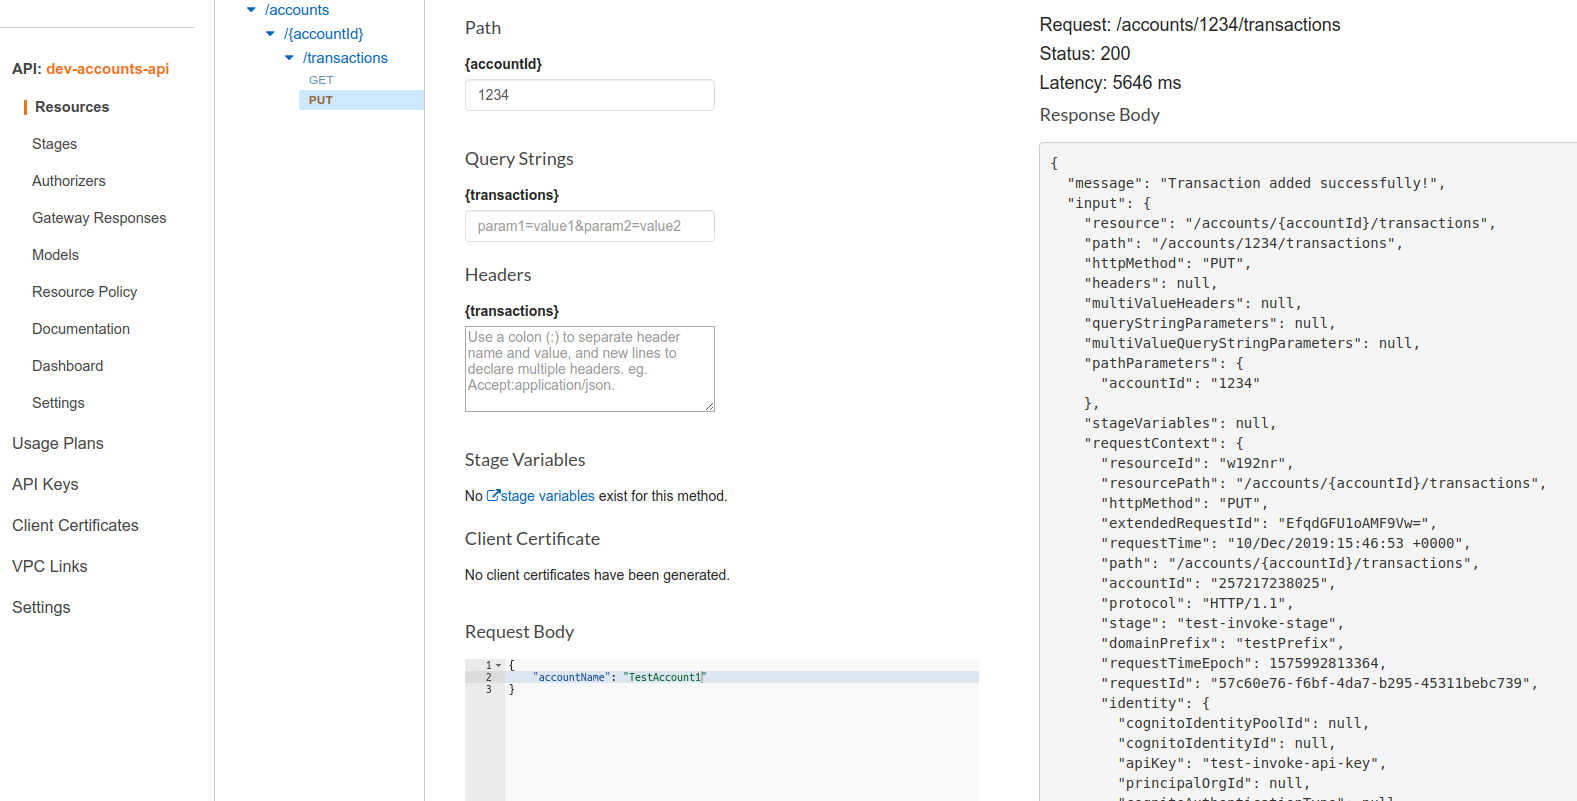 API: dev-accounts-api
Resources
Stages
Authorizers
Gateway Responses
Models
Resource Policy
Documentation
Dashboard
Settings
Usage Plans
API Keys
Client Certificates
VPC Links
Settings
/accounts
/{accountId}
/transactions
GET
PUT
Path
{accountId}
1234
Query Strings
{transactions}
param1=value1&param2=value2
Headers
{transactions}
Use a colon (:) to separate header
name and value, and new lines to
declare multiple headers. eg.
Accept:application/json.
Stage Variables
No stage variables exist for this method.
Client Certificate
No client certificates have been generated.
Request Body
1 {
2 "accountName": "TestAccount1"
3 }
Request: /accounts/1234/transactions
Status: 200
Latency: 5646 ms
Response Body
{
"message": "Transaction added successfully!",
"input": {
"resource": "/accounts/{accountId}/transactions",
"path": "/accounts/1234/transactions",
"httpMethod": "PUT",
"headers": null,
"multiValueHeaders": null,
"queryStringParameters": null,
"multiValueQueryStringParameters": null,
"pathParameters": {
"accountId": "1234"
},
"stageVariables": null,
"requestContext": {
"resourceId": "w192nr",
"resourcePath": "/accounts/{accountId}/transactions",
"httpMethod": "PUT",
"extendedRequestId": "EfqdGFU1oAMF9Vw=",
"requestTime": "10/Dec/2019:15:46:53 +0000",
"path": "/accounts/{accountId}/transactions",
"accountId": "257217238025",
"protocol": "HTTP/1.1",
"stage": "test-invoke-stage",
"domainPrefix": "testPrefix",
"requestTimeEpoch": 1575992813364,
"requestId": "57c60e76-f6bf-4da7-b295-45311bebc739",
"identity": {
"cognitoIdentityPoolId": null,
"cognitoIdentityId": null,
"apiKey": "test-invoke-api-key",
"principalOrgId": null,